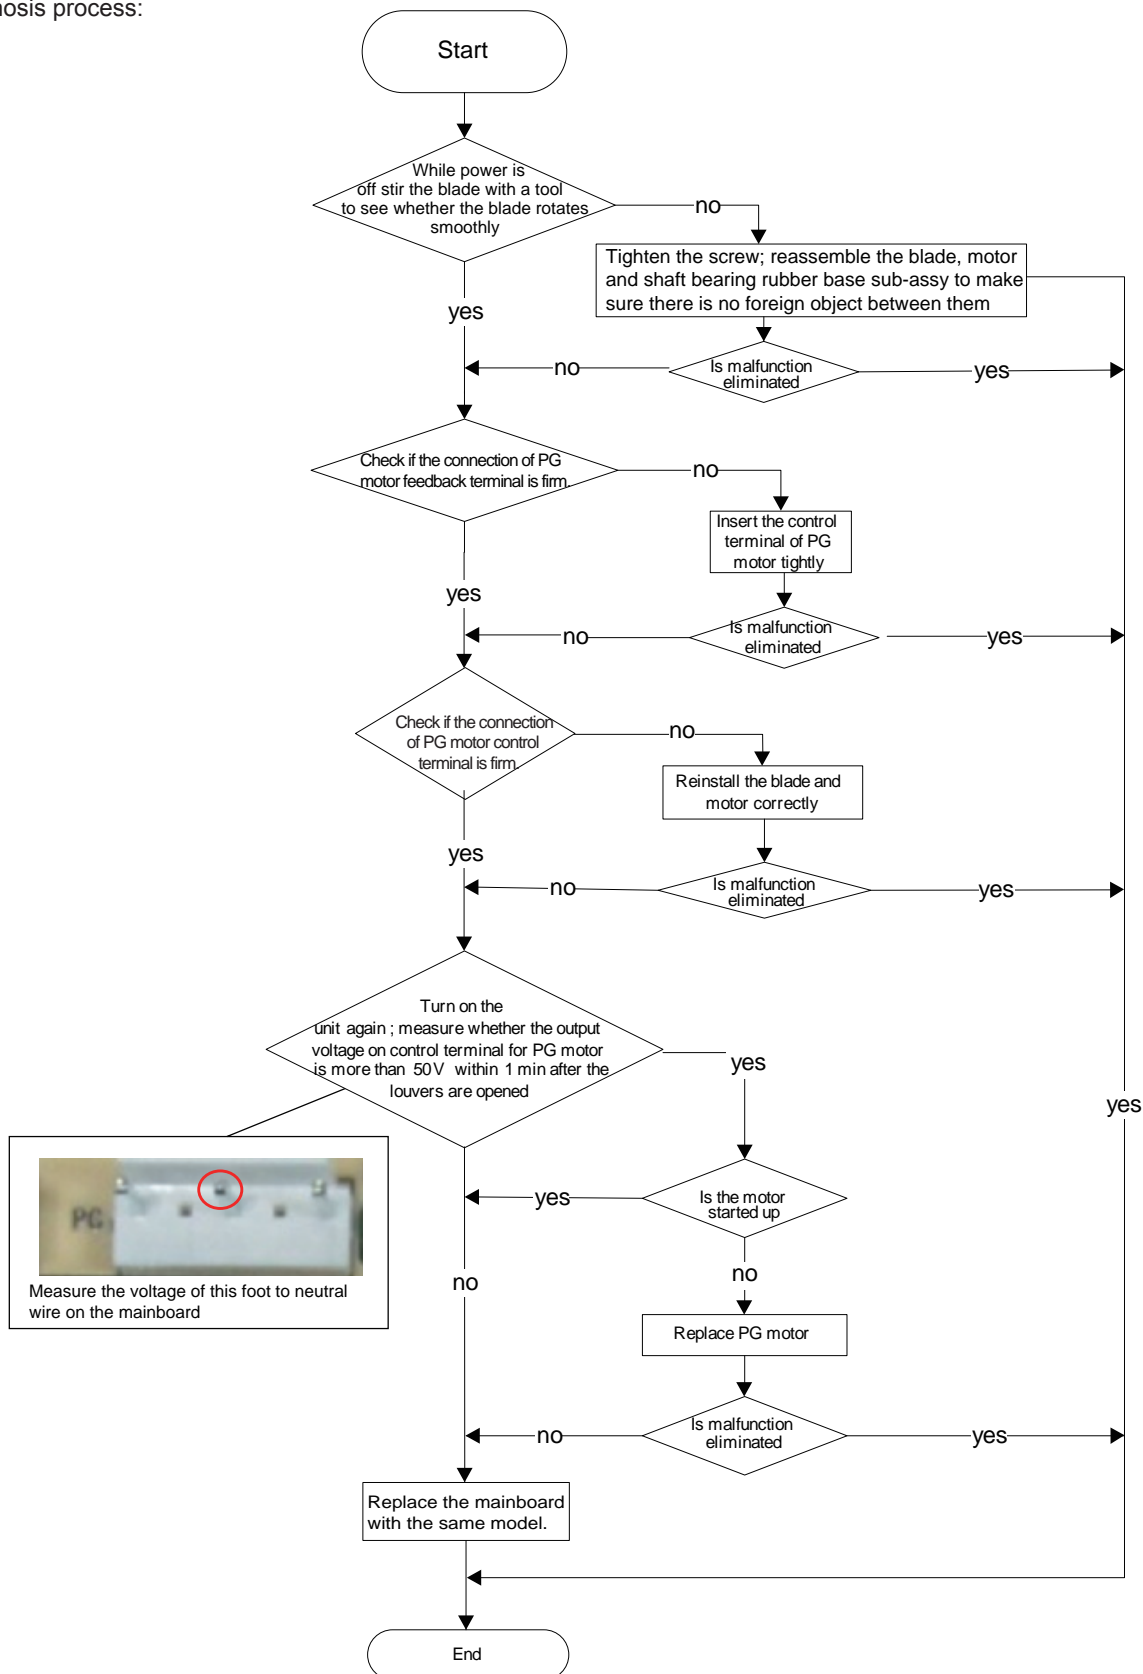 nosis process:
Start
While power is
off stir the blade with a tool
to see whether the blade rotates
smoothly
no
Tighten the screw; reassemble the blade, motor
and shaft bearing rubber base sub-assy to make
sure there is no foreign object between them
yes
Is malfunction
eliminated
no
yes
Check if the connection of PG
motor feedback terminal is firm.
no
Insert the control
terminal of PG
motor tightly
yes
Is malfunction
eliminated
no
yes
Check if the connection
of PG motor control
terminal is firm.
no
Reinstall the blade and
motor correctly
yes
Is malfunction
eliminated
no
yes
Turn on the
unit again ; measure whether the output
voltage on control terminal for PG motor
is more than 50V within 1 min after the
louvers are opened
yes
yes
PG
Measure the voltage of this foot to neutral
wire on the mainboard
Is the motor
started up
yes
no
no
Replace PG motor
Is malfunction
eliminated
no
yes
Replace the mainboard
with the same model.
End